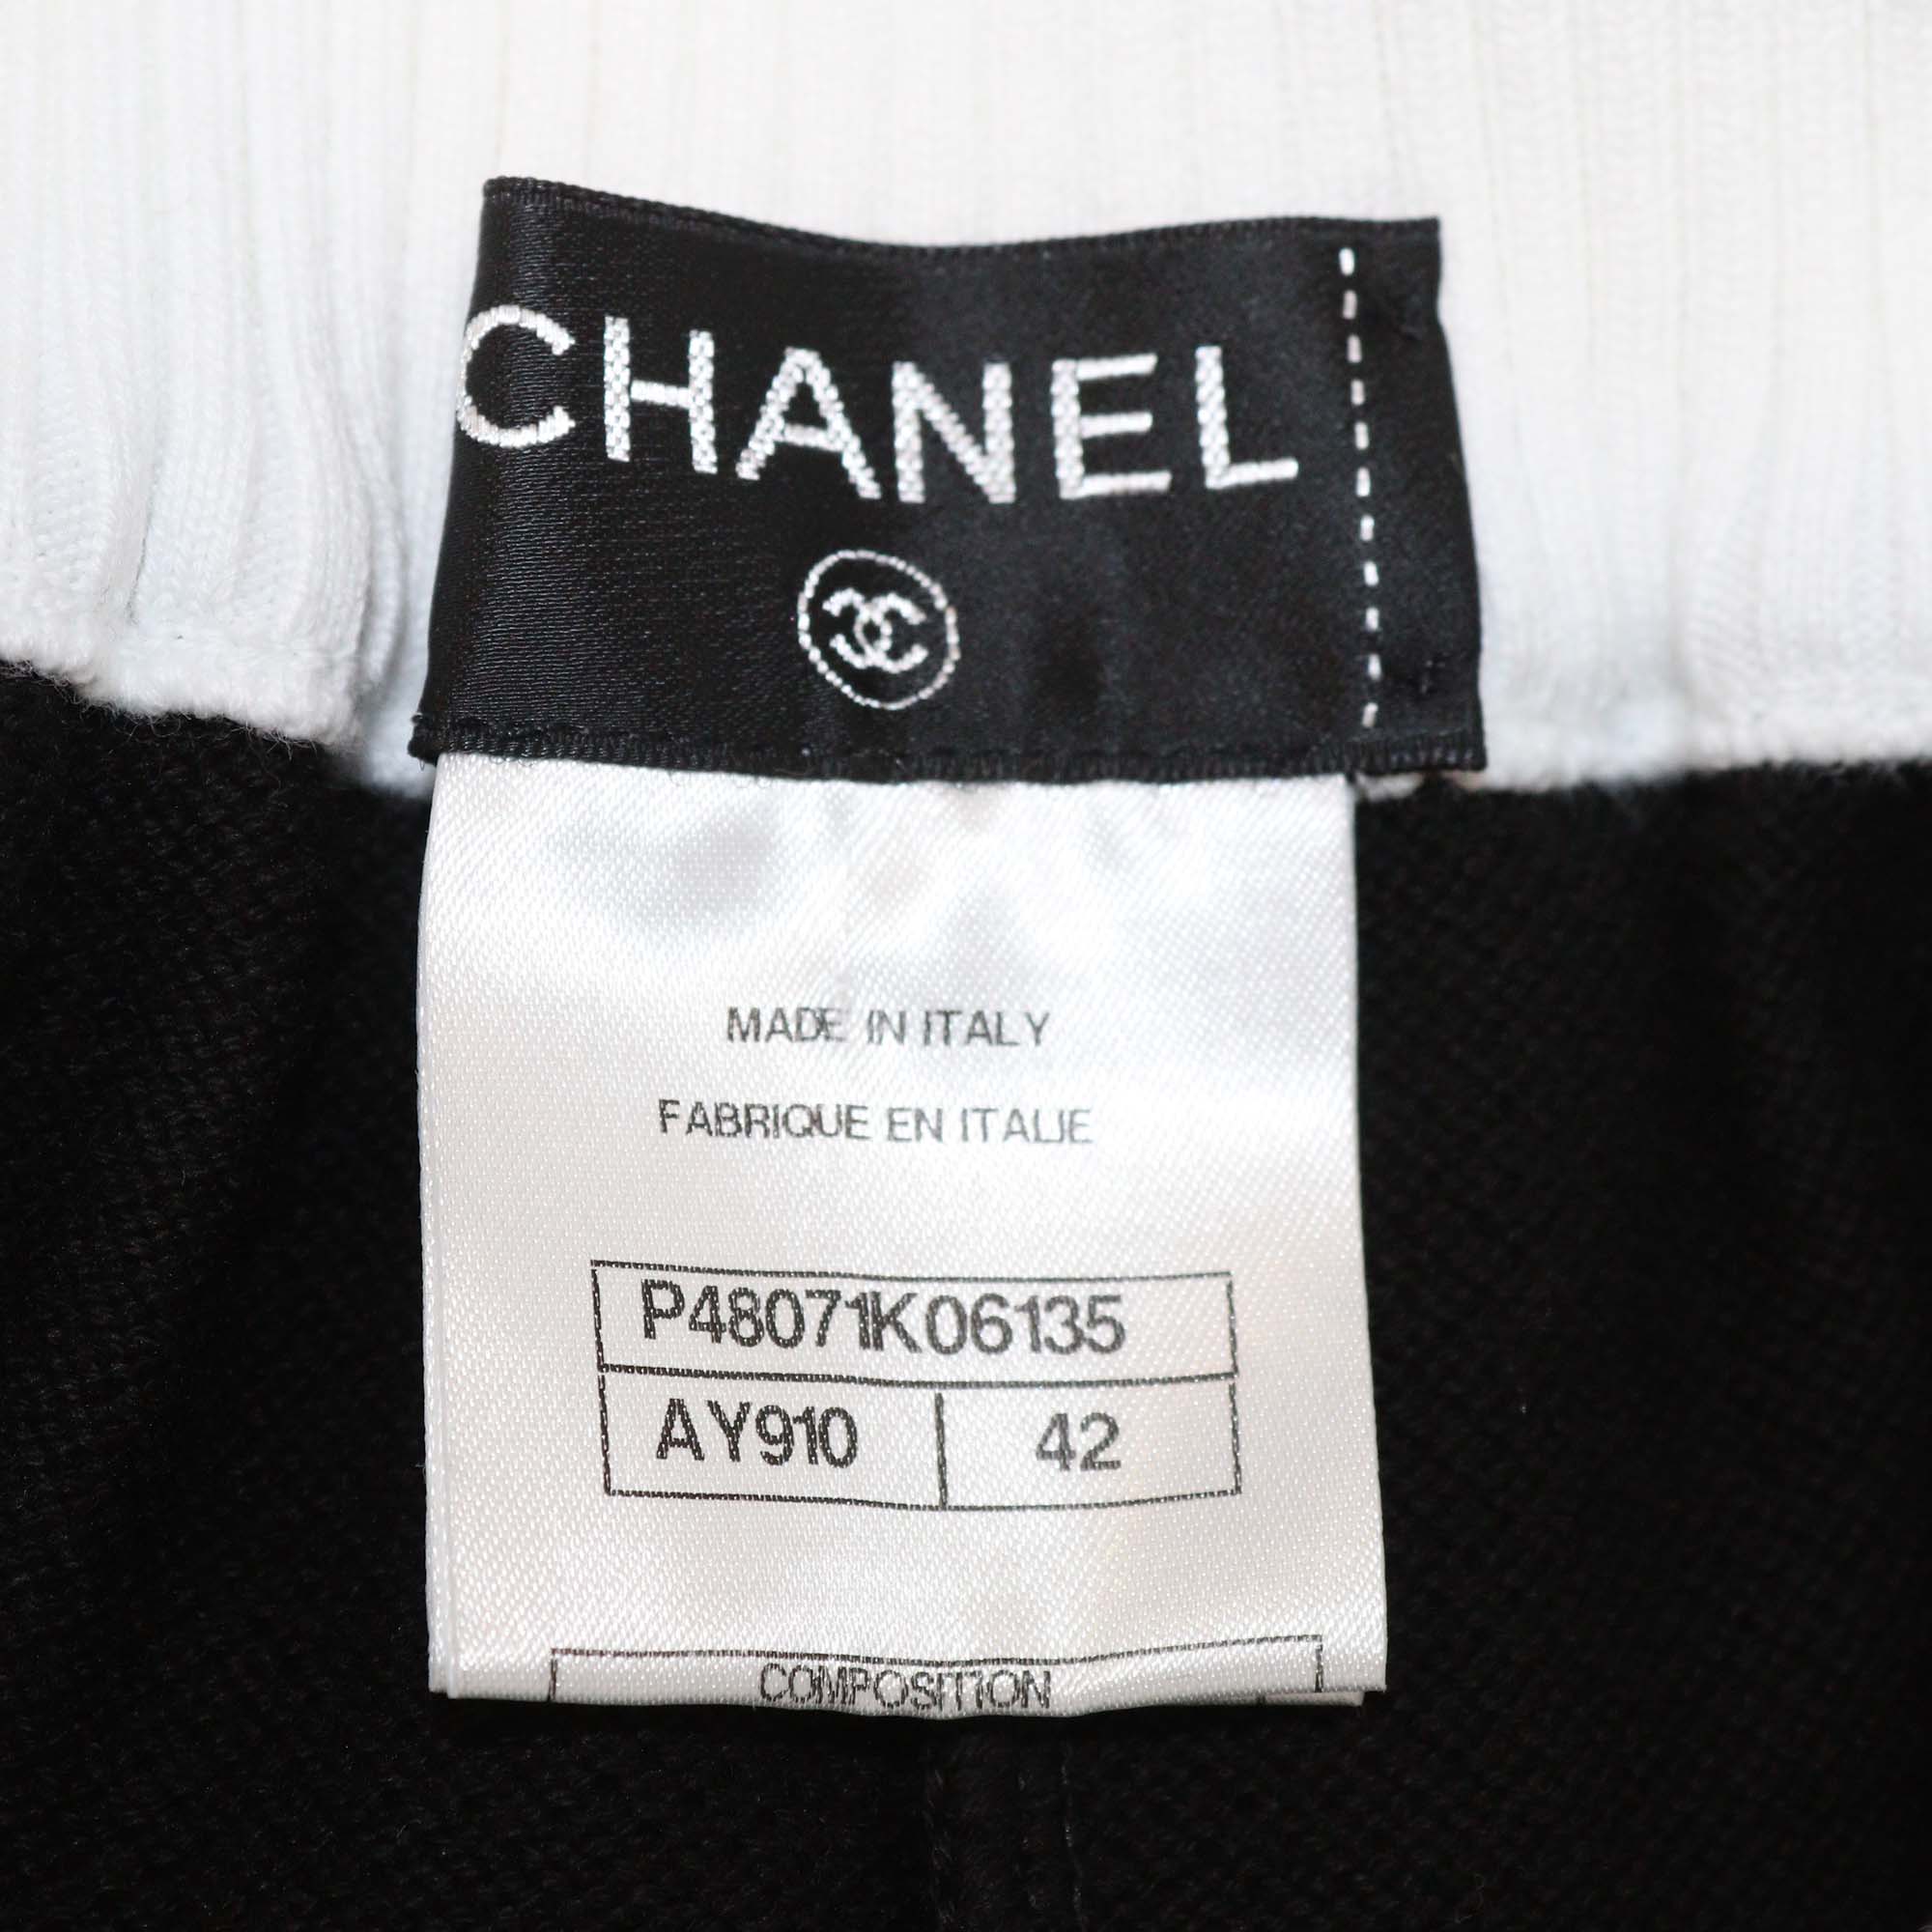 CHANEL
MADE IN ITALY
FABRIQUE EN ITALIE
P48071K06135
AY910 42
COMPOSITION